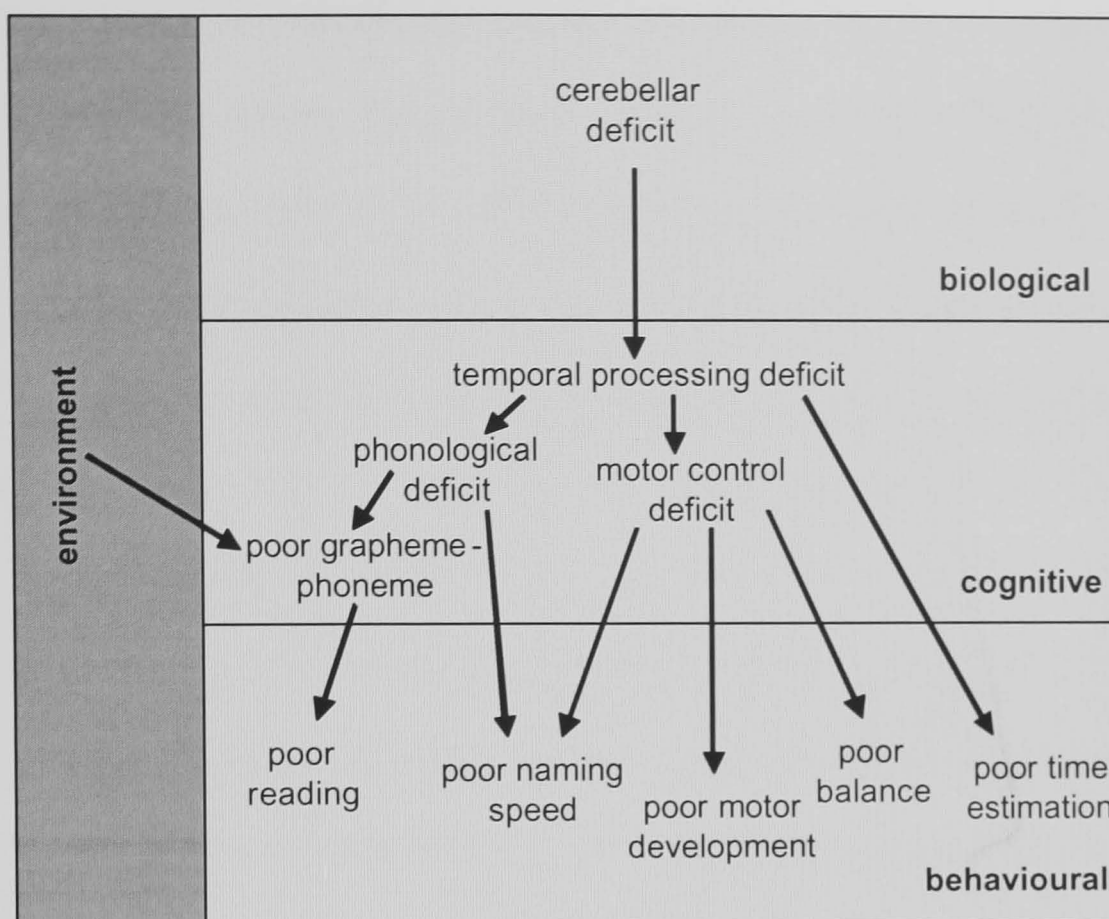 cerebellar
deficit
biological
environment
temporal processing deficit
phonological
deficit
motor control
deficit
poor grapheme-
phoneme
cognitive
poor
reading
poor naming
speed
poor motor
development
poor
balance
poor time
estimation
behavioural